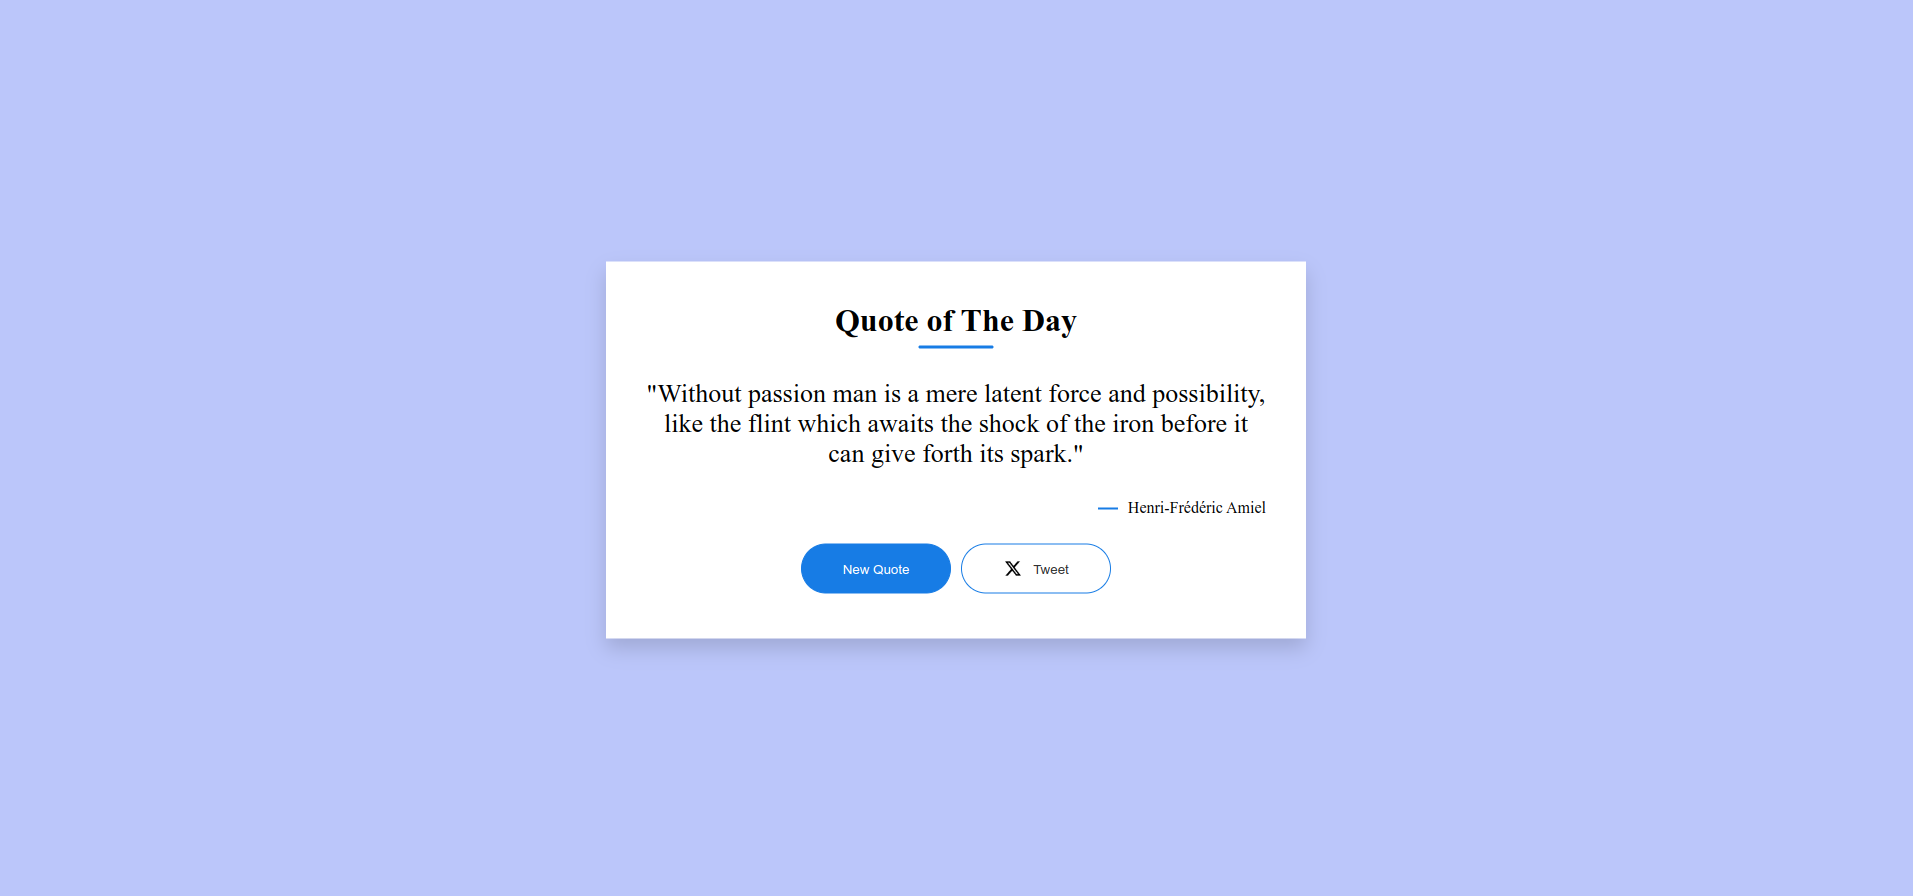 Quote of The Day
"Without passion man is a mere latent force and possibility,
like the flint which awaits the shock of the iron before it
can give forth its spark."
Henri-Frédéric Amiel
New Quote
Tweet